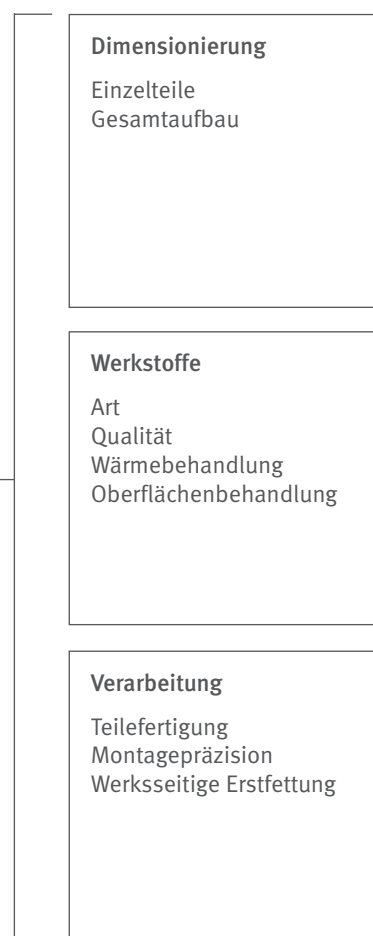 Dimensionierung
Einzelteile
Gesamtaufbau
Werkstoffe
Art
Qualität
Wärmebehandlung
Oberflächenbehandlung
Verarbeitung
Teilefertigung
Montagepräzision
Werksseitige Erstfettung